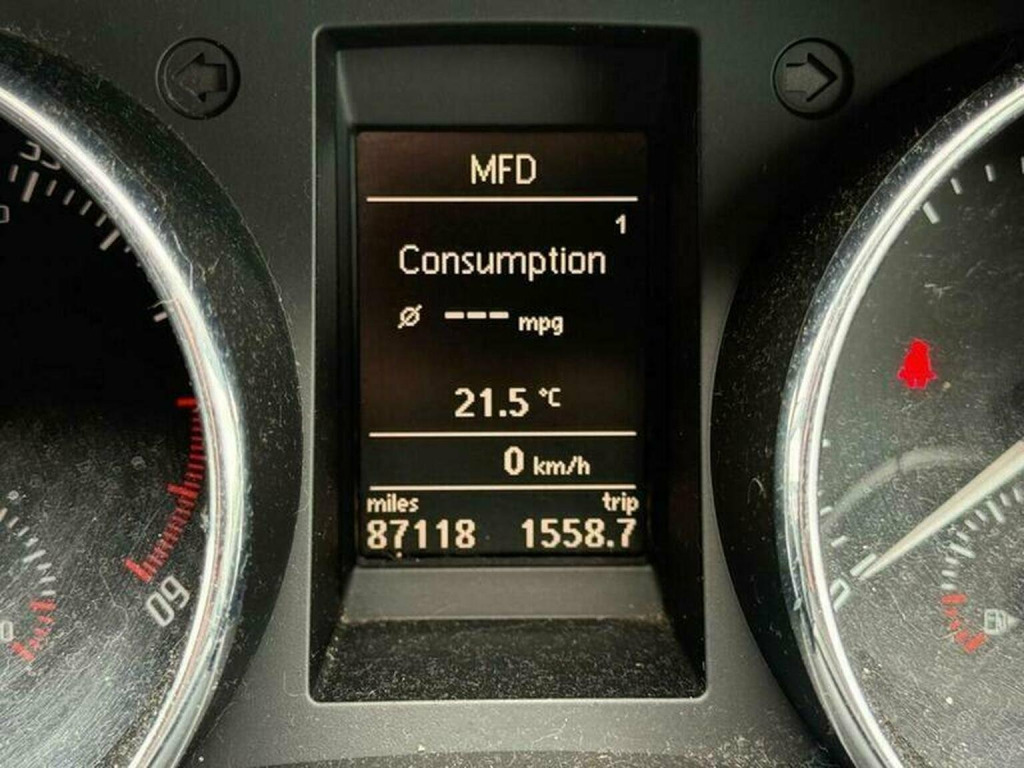 MFD
1
Consumption
Ø --- mpg
21.5 °C
0 km/h
miles trip
87118 1558.7
60